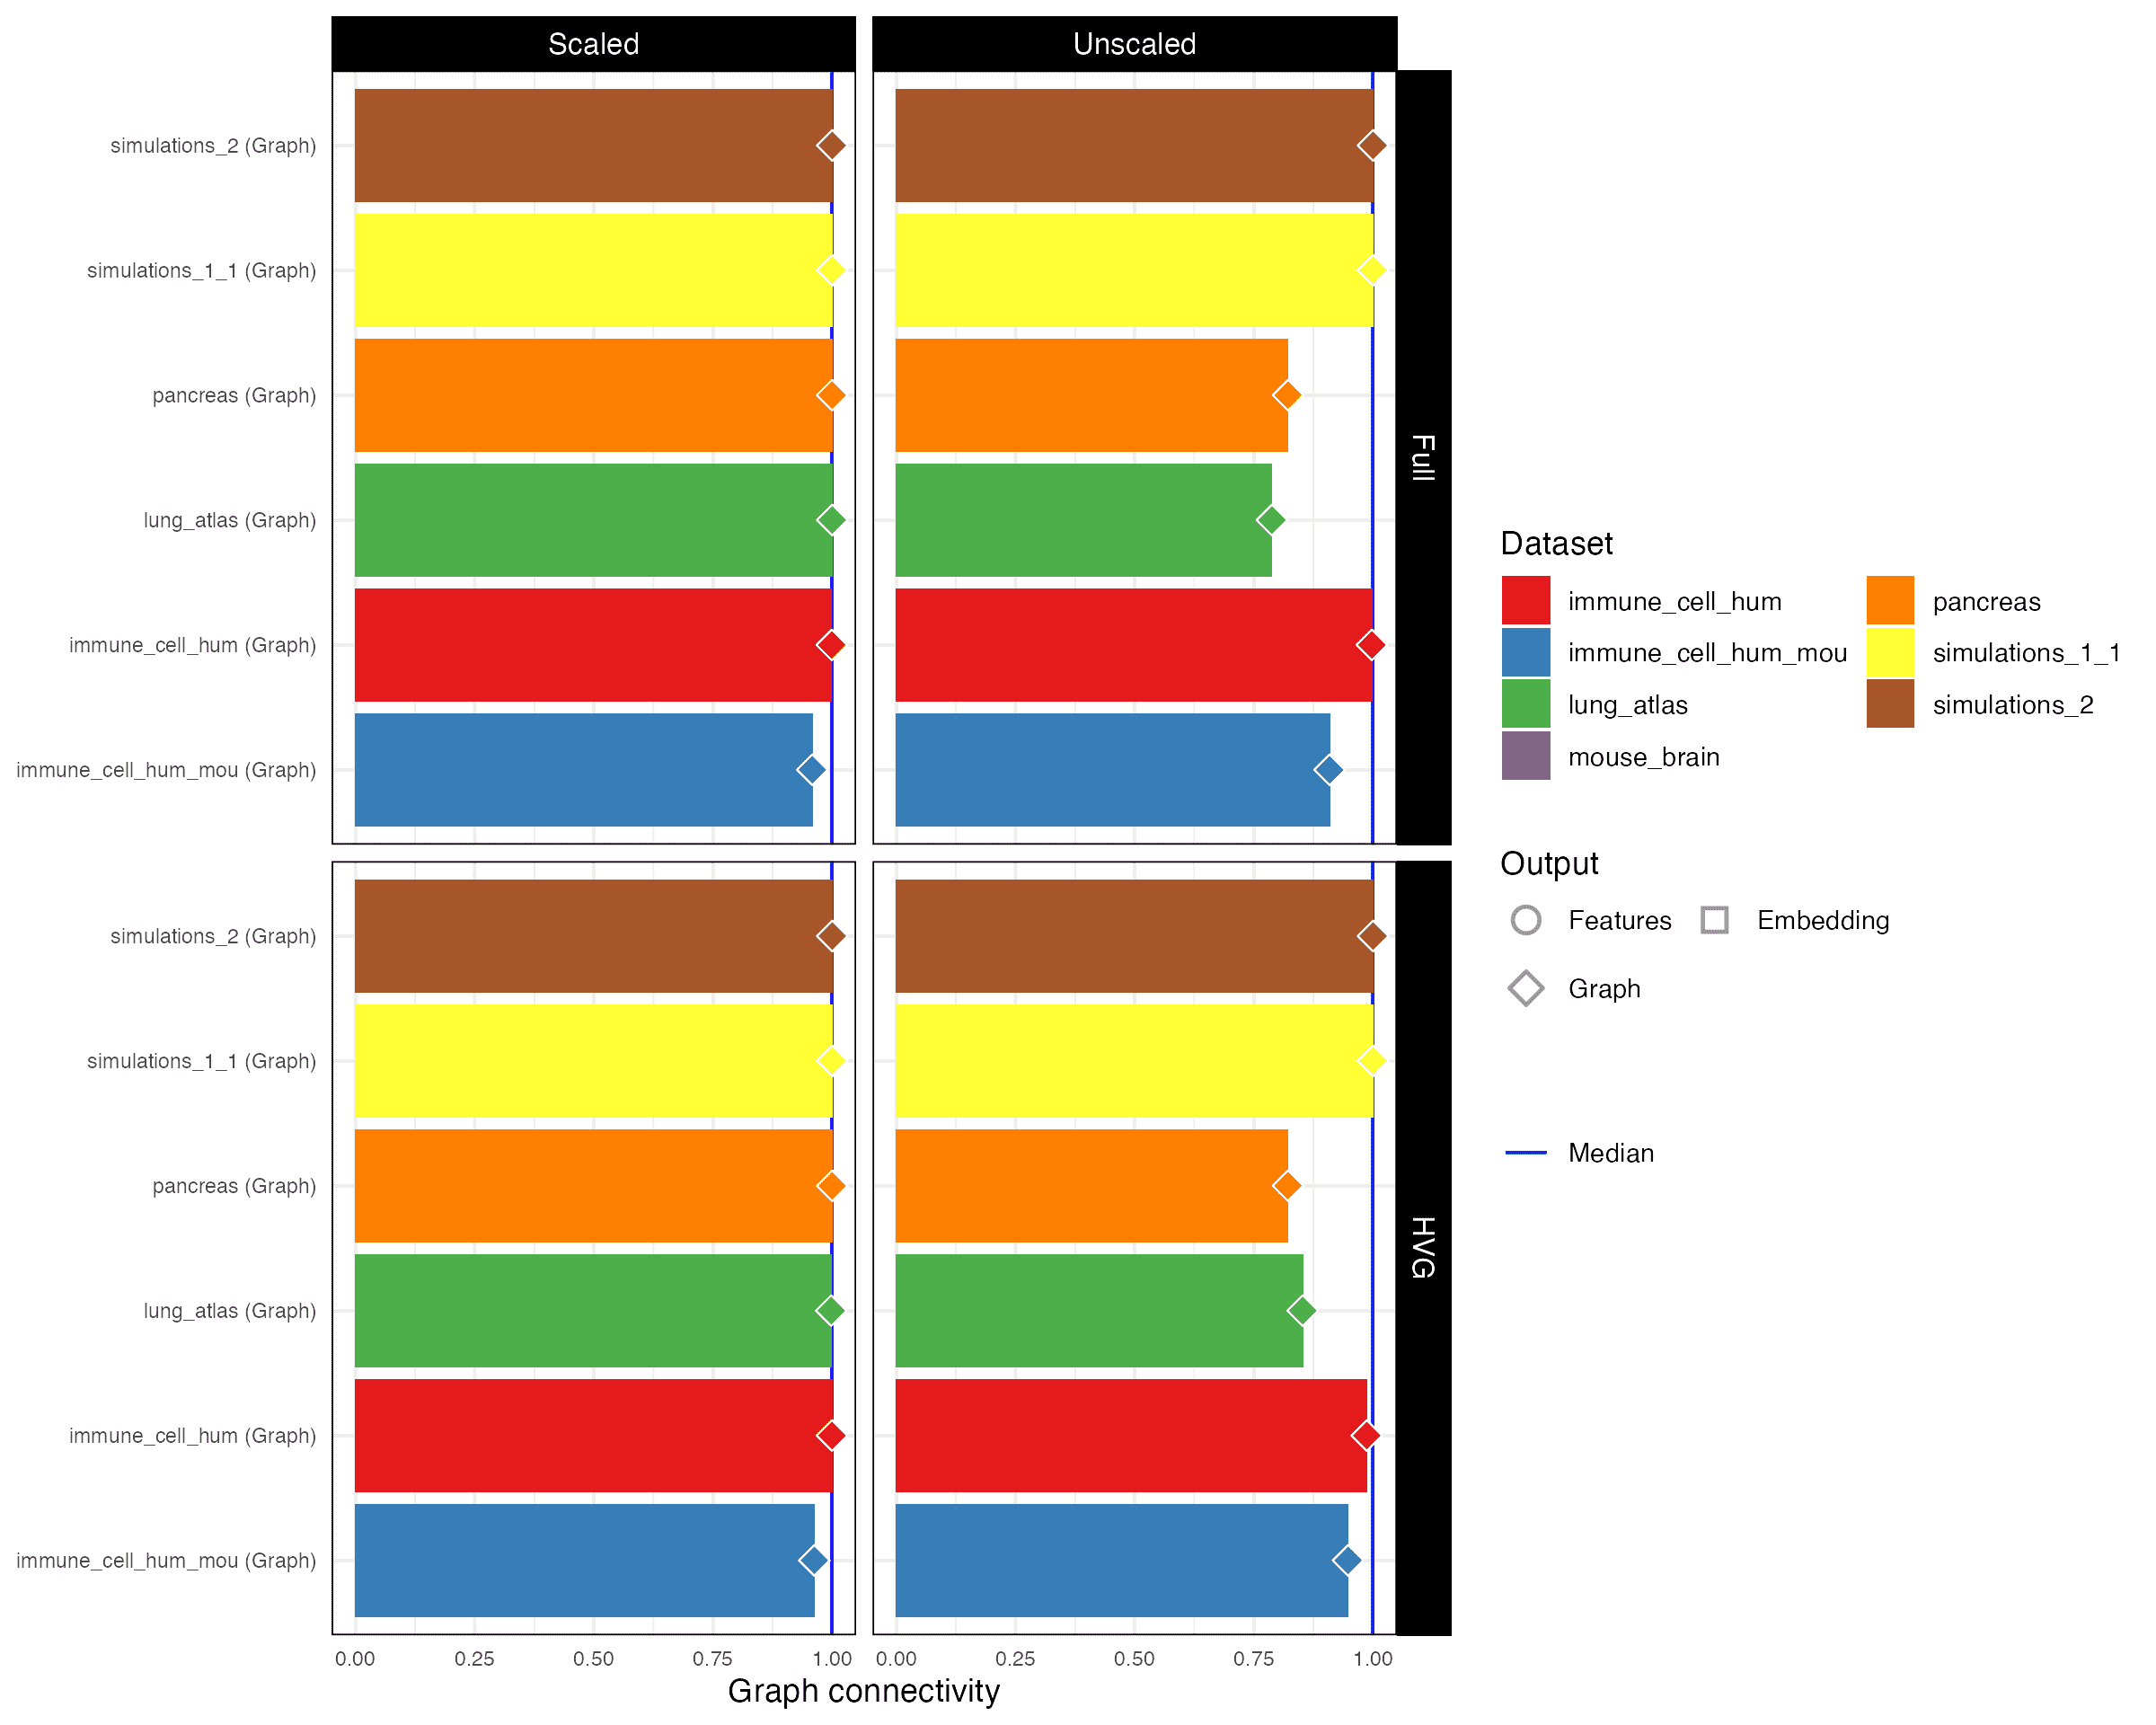 Scaled
Unscaled
simulations_2 (Graph)
simulations_1_1 (Graph)
pancreas (Graph)
lung_atlas (Graph)
immune_cell_hum (Graph)
immune_cell_hum_mou (Graph)
Full
simulations_2 (Graph)
simulations_1_1 (Graph)
pancreas (Graph)
lung_atlas (Graph)
immune_cell_hum (Graph)
immune_cell_hum_mou (Graph)
HVG
0.00 0.25 0.50 0.75 1.00 0.00 0.25 0.50 0.75 1.00
Graph connectivity
Dataset
immune_cell_hum pancreas
immune_cell_hum_mou simulations_1_1
lung_atlas simulations_2
mouse_brain
Output
Features Embedding
Graph
Median